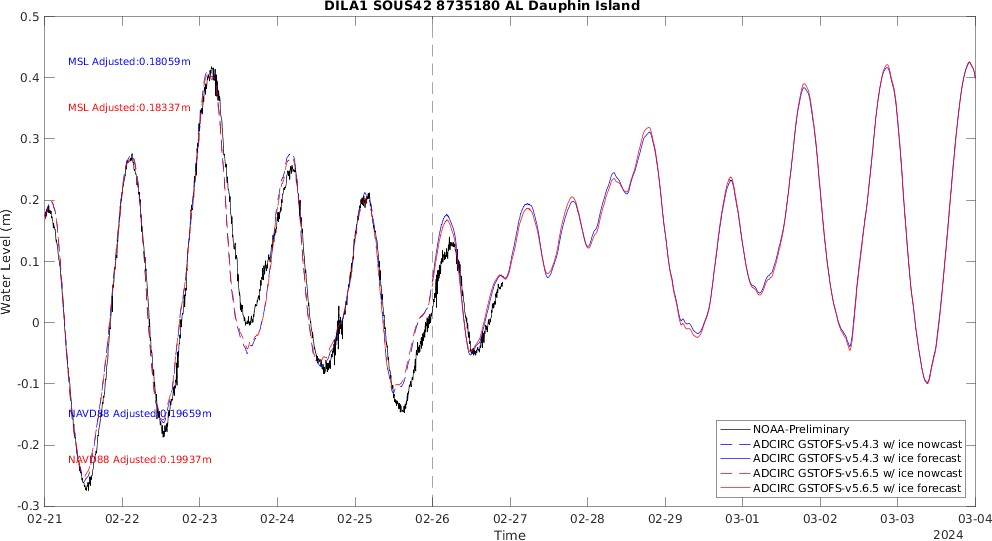 DILA1 SOUS42 8735180 AL Dauphin Island
Water Level (m)
0.5
0.4
0.3
0.2
0.1
0
-0.1
-0.2
-0.3
MSL Adjusted:0.18059m
MSL Adjusted:0.18337m
NAVD88 Adjusted:0.19659m
NAVD88 Adjusted:0.19937m
NOAA-Preliminary
ADCIRC GSTOFS-v5.4.3 w/ ice nowcast
ADCIRC GSTOFS-v5.4.3 w/ ice forecast
ADCIRC GSTOFS-v5.6.5 w/ ice nowcast
ADCIRC GSTOFS-v5.6.5 w/ ice forecast
02-21 02-22 02-23 02-24 02-25 02-26 02-27 02-28 02-29 03-01 03-02 03-03 03-04
Time
2024